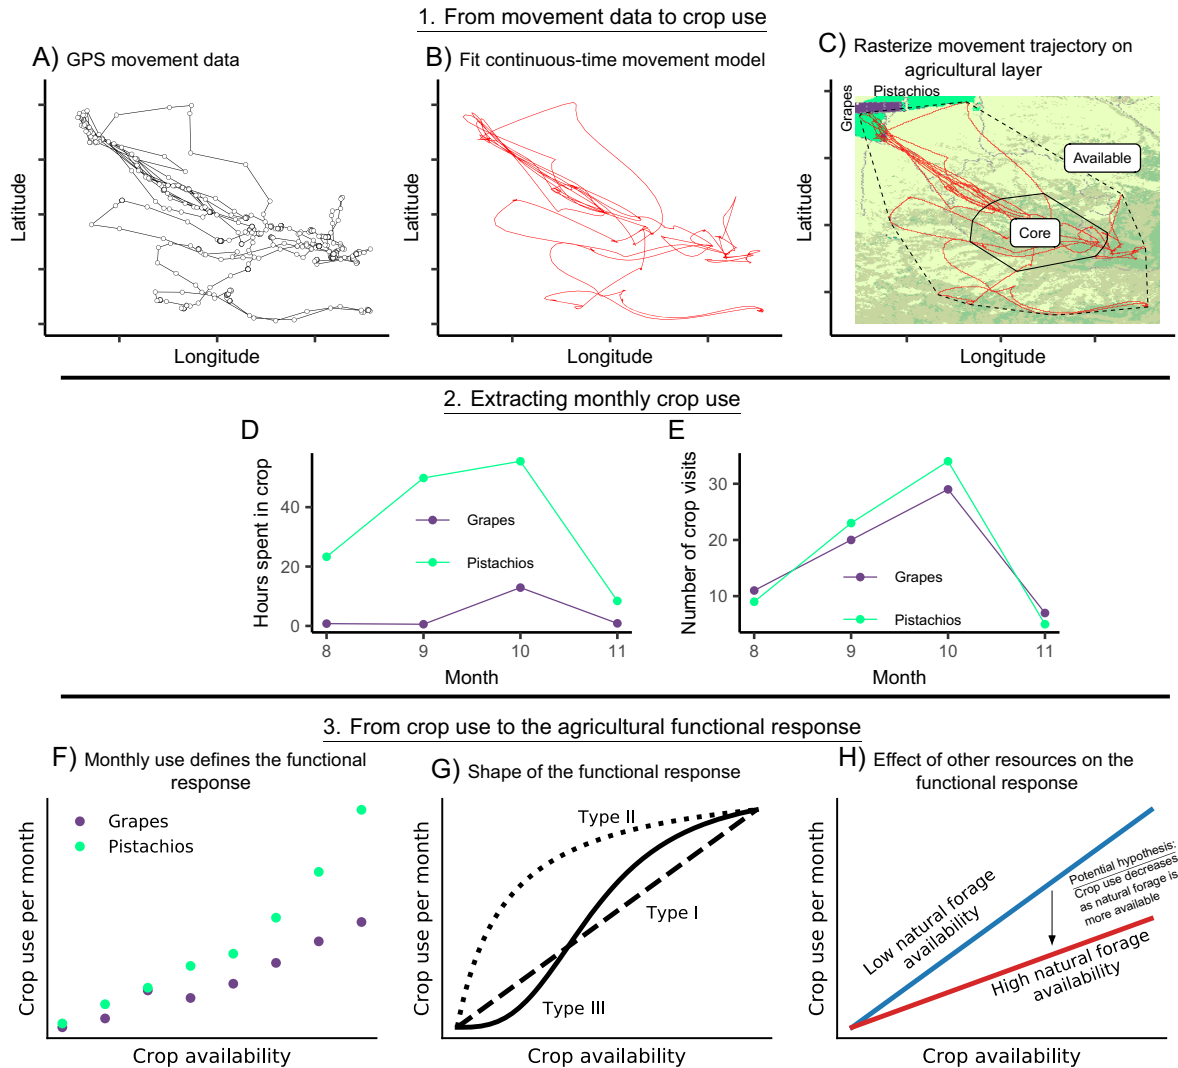 1. From movement data to crop use
A) GPS movement data
Latitude
Longitude
B) Fit continuous-time movement model
Latitude
Longitude
C) Rasterize movement trajectory on
agricultural layer
Pistachios
Grapes
Available
Core
Latitude
Longitude
2. Extracting monthly crop use
D
Hours spent in crop
40
20
0
Grapes
Pistachios
8 9 10 11
Month
E
Number of crop visits
30
20
10
Grapes
Pistachios
8 9 10 11
Month
3. From crop use to the agricultural functional response
F) Monthly use defines the functional
response
Crop use per month
Grapes
Pistachios
Crop availability
G) Shape of the functional response
Crop use per month
Type II
Type I
Type III
Crop availability
H) Effect of other resources on the
functional response
Crop use per month
Low natural forage
availability
Potential hypothesis:
Crop use decreases
as natural forage is
more available
High natural forage
availability
Crop availability